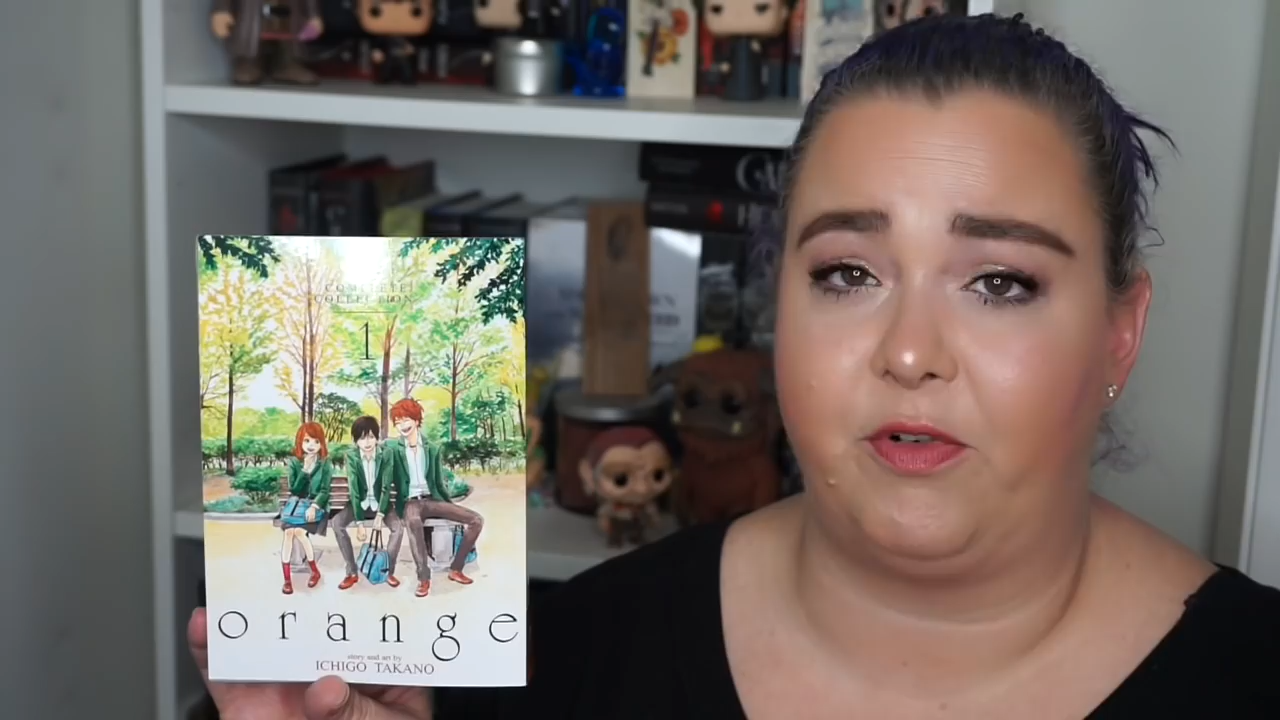 COMPLETE
COLLECTION
1
orange
story and art by
ICHIGO TAKANO